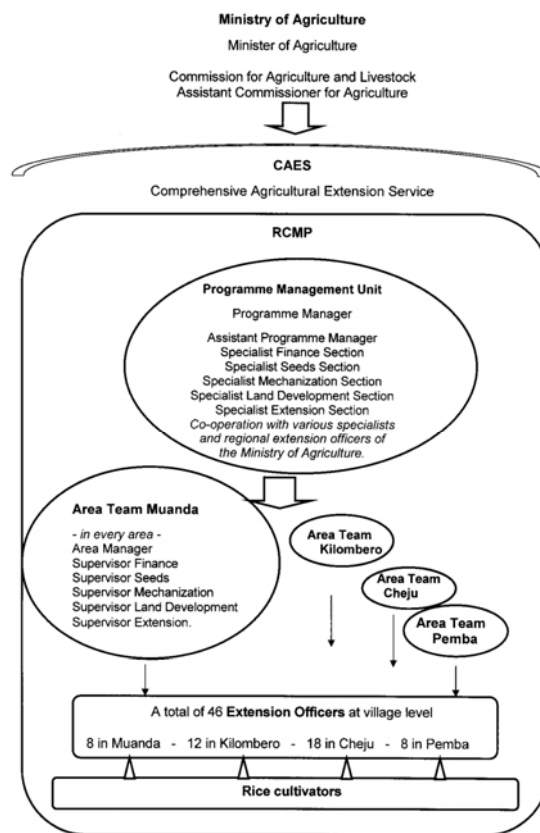 Ministry of Agriculture
Minister of Agriculture
Commission for Agriculture and Livestock
Assistant Commissioner for Agriculture
CAES
Comprehensive Agricultural Extension Service
RCMP
Programme Management Unit
Programme Manager
Assistant Programme Manager
Specialist Finance Section
Specialist Seeds Section
Specialist Mechanization Section
Specialist Land Development Section
Specialist Extension Section
Co-operation with various specialists
and regional extension officers of
the Ministry of Agriculture.
Area Team Muanda
- in every area -
Area Manager
Supervisor Finance
Supervisor Seeds
Supervisor Mechanization
Supervisor Land Development
Supervisor Extension.
Area Team
Kilombero
Area Team
Cheju
Area Team
Pemba
A total of 46 Extension Officers at village level
8 in Muanda - 12 in Kilombero - 18 in Cheju - 8 in Pemba
Rice cultivators